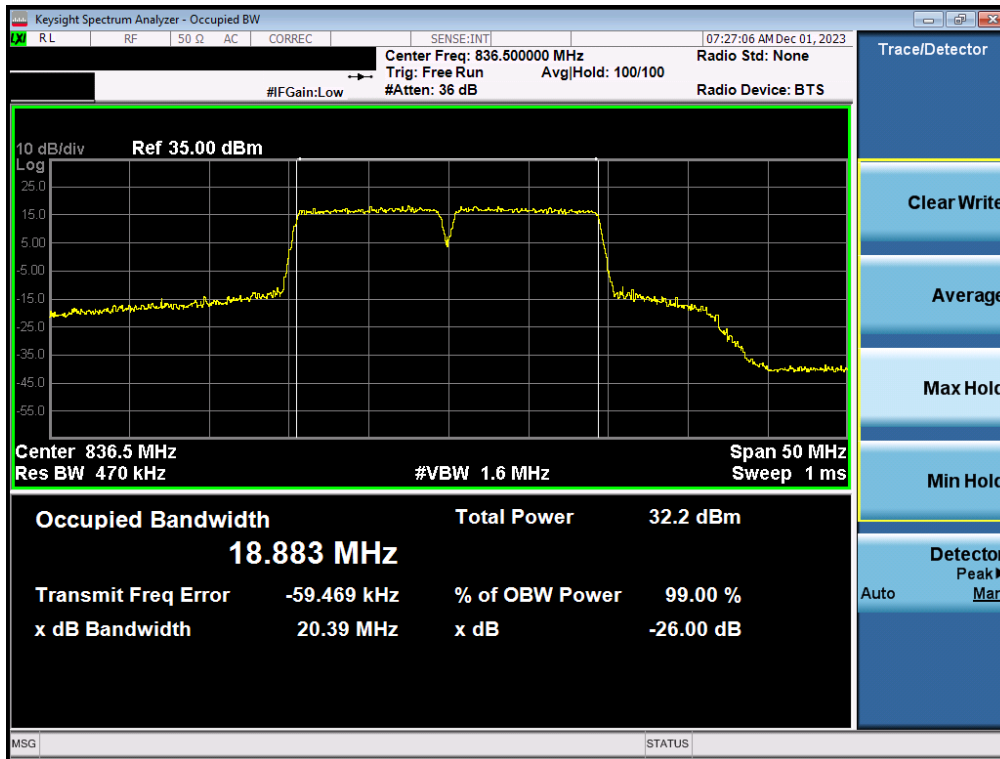 Keysight Spectrum Analyzer - Occupied BW
LXI RL RF 50 Ω AC CORREC SENSE:INT 07:27:06 AM Dec 01, 2023
Center Freq: 836.500000 MHz Radio Std: None
Trig: Free Run Avg|Hold: 100/100
#IFGain:Low #Atten: 36 dB Radio Device: BTS
Trace/Detector
10 dB/div Ref 35.00 dBm
Log
25.0
15.0
5.00
-5.00
-15.0
-25.0
-35.0
-45.0
-55.0
Center 836.5 MHz Span 50 MHz
Res BW 470 kHz #VBW 1.6 MHz Sweep 1 ms
Occupied Bandwidth Total Power 32.2 dBm
18.883 MHz
Transmit Freq Error -59.469 kHz % of OBW Power 99.00 %
x dB Bandwidth 20.39 MHz x dB -26.00 dB
Clear Write
Average
Max Hold
Min Hold
Detector
Peak
Auto Man
MSG STATUS